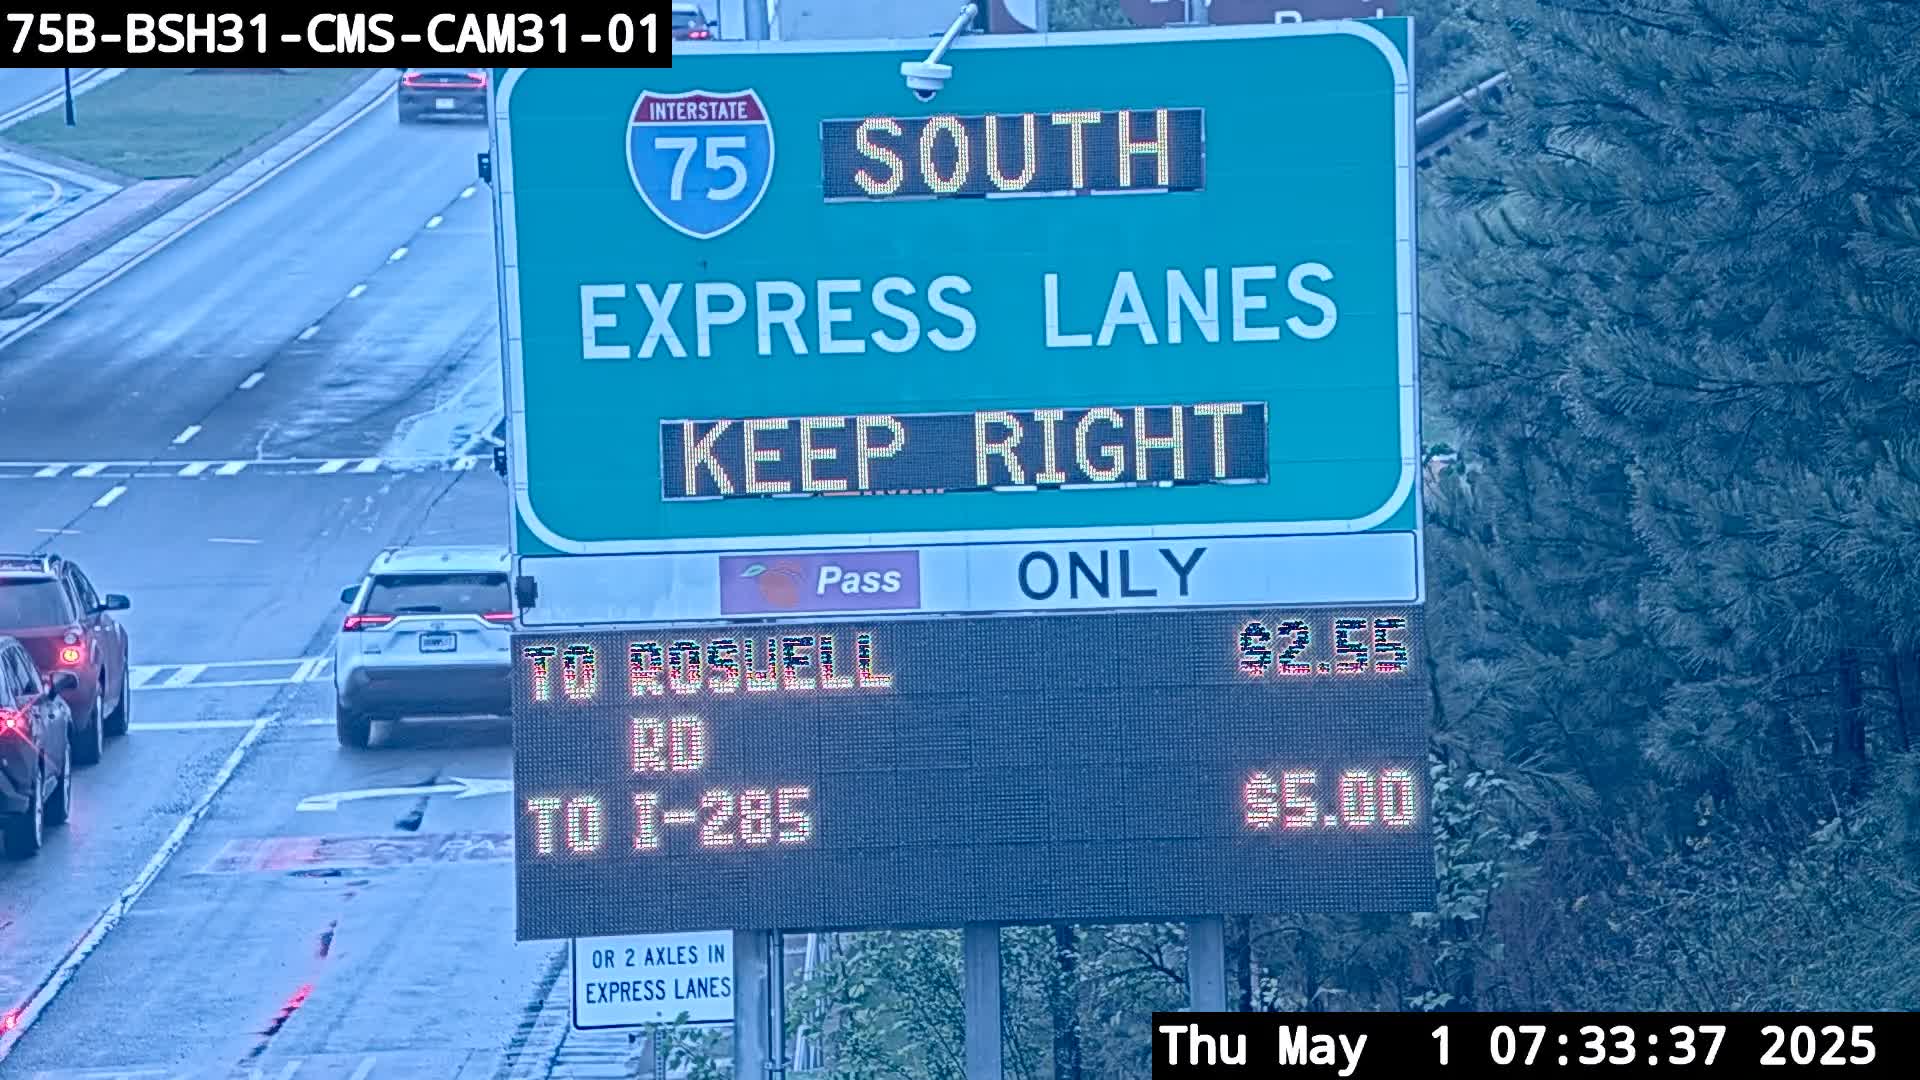 75B-BSH31-CMS-CAM31-01
INTERSTATE
75
SOUTH
EXPRESS LANES
KEEP RIGHT
Pass ONLY
TO ROSWELL $2.55
RD
TO I-285 $5.00
OR 2 AXLES IN
EXPRESS LANES
Thu May 1 07:33:37 2025